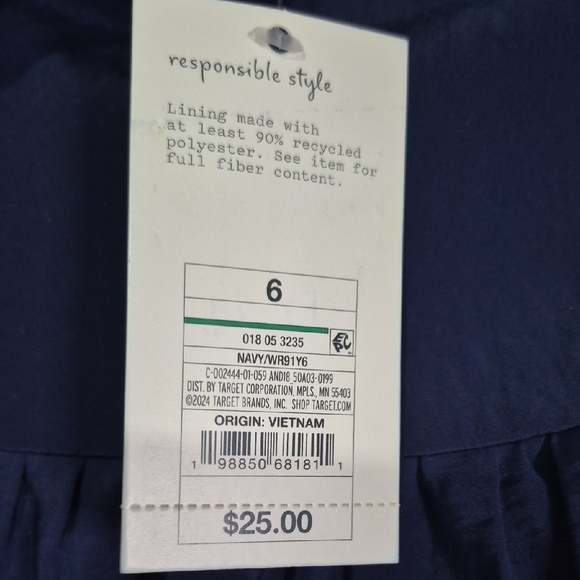 responsible style
Lining made with
at least 90% recycled
polyester. See item for
full fiber content.
6
018 05 3235
EPC
NAVY/WR91Y6
C-002444-01-059 AND18_50A03-0199
DIST. BY TARGET CORPORATION, MPLS., MN 55403
©2024 TARGET BRANDS, INC. SHOP TARGET.COM
ORIGIN: VIETNAM
1 98850 68181 1
$25.00